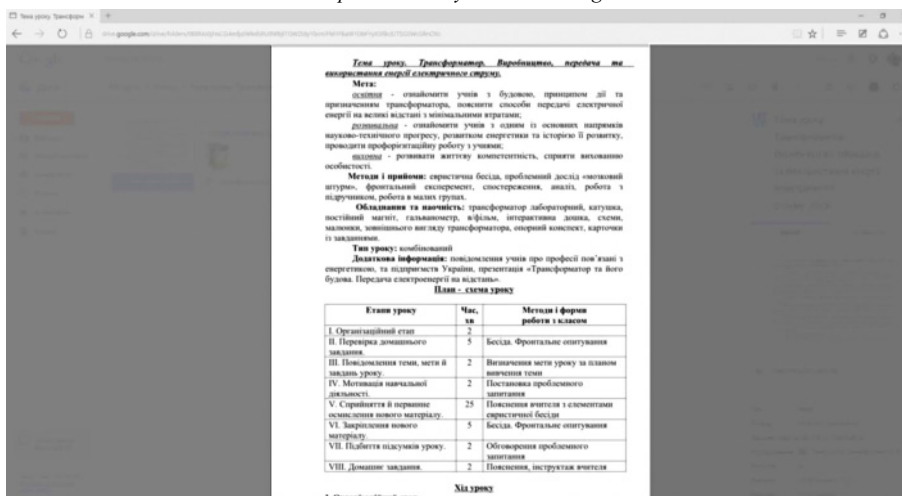 Тема уроку. Трансформ
Тема уроку. Трансформатор. Виробництво, передача та
використання енергії електричного струму.
Мета:
освітня - ознайомити учнів з будовою, принципом дії та
призначенням трансформатора, пояснити способи передачі електричної
енергії на великі відстані з мінімальними втратами;
розвивальна - ознайомити учнів з одним із основних напрямків
науково-технічного прогресу, розвитком енергетики та історією її розвитку,
проводити профорієнтаційну роботу з учнями;
виховна - розвивати життєву компетентність, сприяти вихованню
особистості.
Методи і прийоми: евристична бесіда, проблемний дослід «мозковий
штурм», фронтальний експеремент, спостереження, аналіз, робота з
підручником, робота в малих групах.
Обладнання та наочність: трансформатор лабораторний, катушка,
постійний магніт, гальванометр, в/фільм, інтерактивна дошка, схеми,
малюнки, зовнішнього вигляду трансформатора, опорний конспект, карточки
із завданнями.
Тип уроку: комбінований
Додаткова інформація: повідомлення учнів про професії пов'язані з
енергетикою, та підприємств України, презентація «Трансформатор та його
будова. Передача електроенергії на відстань».
План - схема уроку
Етапи уроку Час, хв Методи і форми роботи з класом
І. Організаційний етап 2
ІІ. Перевірка домашнього завдання. 5 Бесіда. Фронтальне опитування
ІІІ. Повідомлення теми, мети й завдань уроку. 2 Визначення мети уроку за планом вивчення теми
IV. Мотивація навчальної діяльності. 2 Постановка проблемного запитання
V. Сприйняття й первинне осмислення нового матеріалу. 25 Пояснення вчителя з елементами евристичної бесіди
VI. Закріплення нового матеріалу. 5 Бесіда. Фронтальне опитування
VII. Підбиття підсумків уроку. 2 Обговорення проблемного запитання
VIII. Домашнє завдання. 2 Пояснення, інструктаж вчителя
Хід уроку